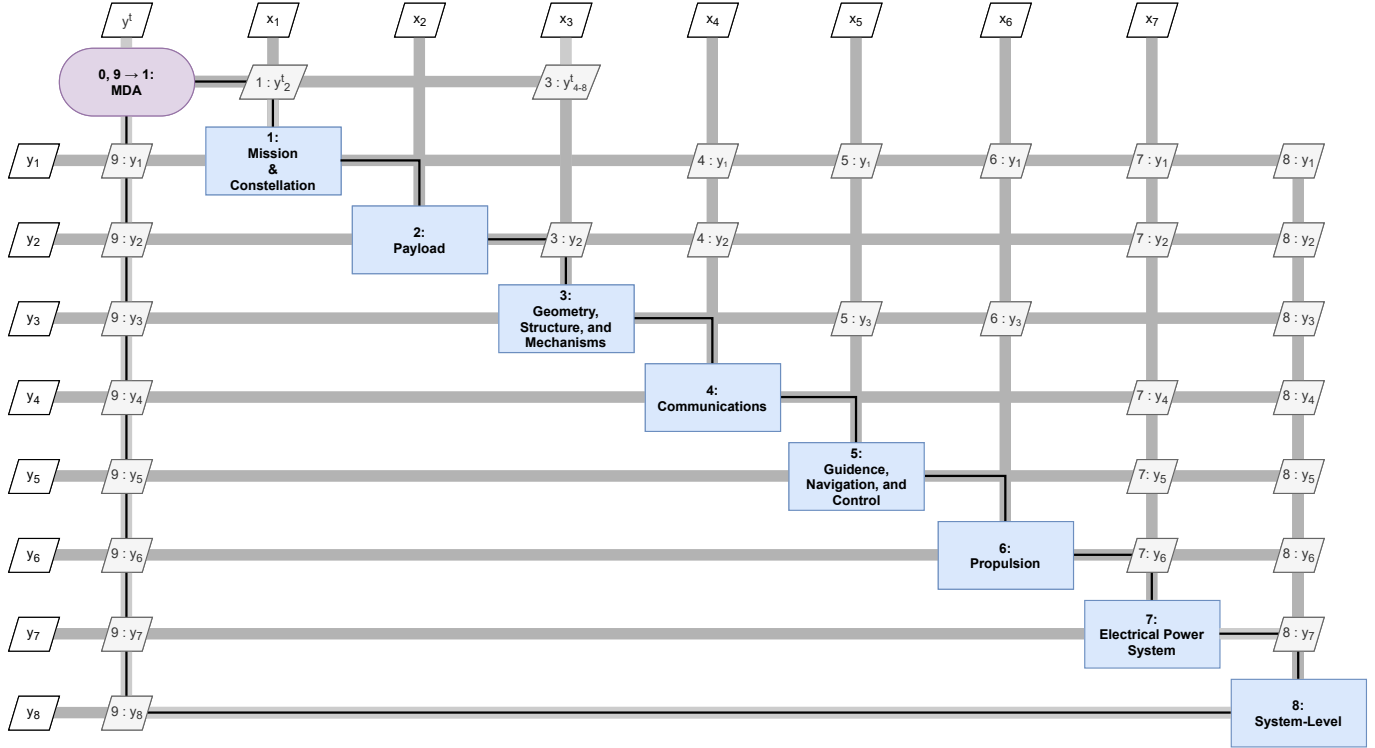 yᵗ x₁ x₂ x₃ x₄ x₅ x₆ x₇
0, 9 → 1:
MDA
1 : yᵗ₂ 3 : yᵗ₄₋₈
y₁ 9 : y₁
1:
Mission
&
Constellation
4 : y₁ 5 : y₁ 6 : y₁ 7 : y₁ 8 : y₁
y₂ 9 : y₂
2:
Payload
3 : y₂ 4 : y₂ 7 : y₂ 8 : y₂
y₃ 9 : y₃
3:
Geometry,
Structure, and
Mechanisms
5 : y₃ 6 : y₃ 8 : y₃
y₄ 9 : y₄
4:
Communications
7 : y₄ 8 : y₄
y₅ 9 : y₅
5:
Guidence,
Navigation, and
Control
7: y₅ 8 : y₅
y₆ 9 : y₆
6:
Propulsion
7: y₆ 8 : y₆
y₇ 9 : y₇
7:
Electrical Power
System
8 : y₇
y₈ 9 : y₈
8:
System-Level